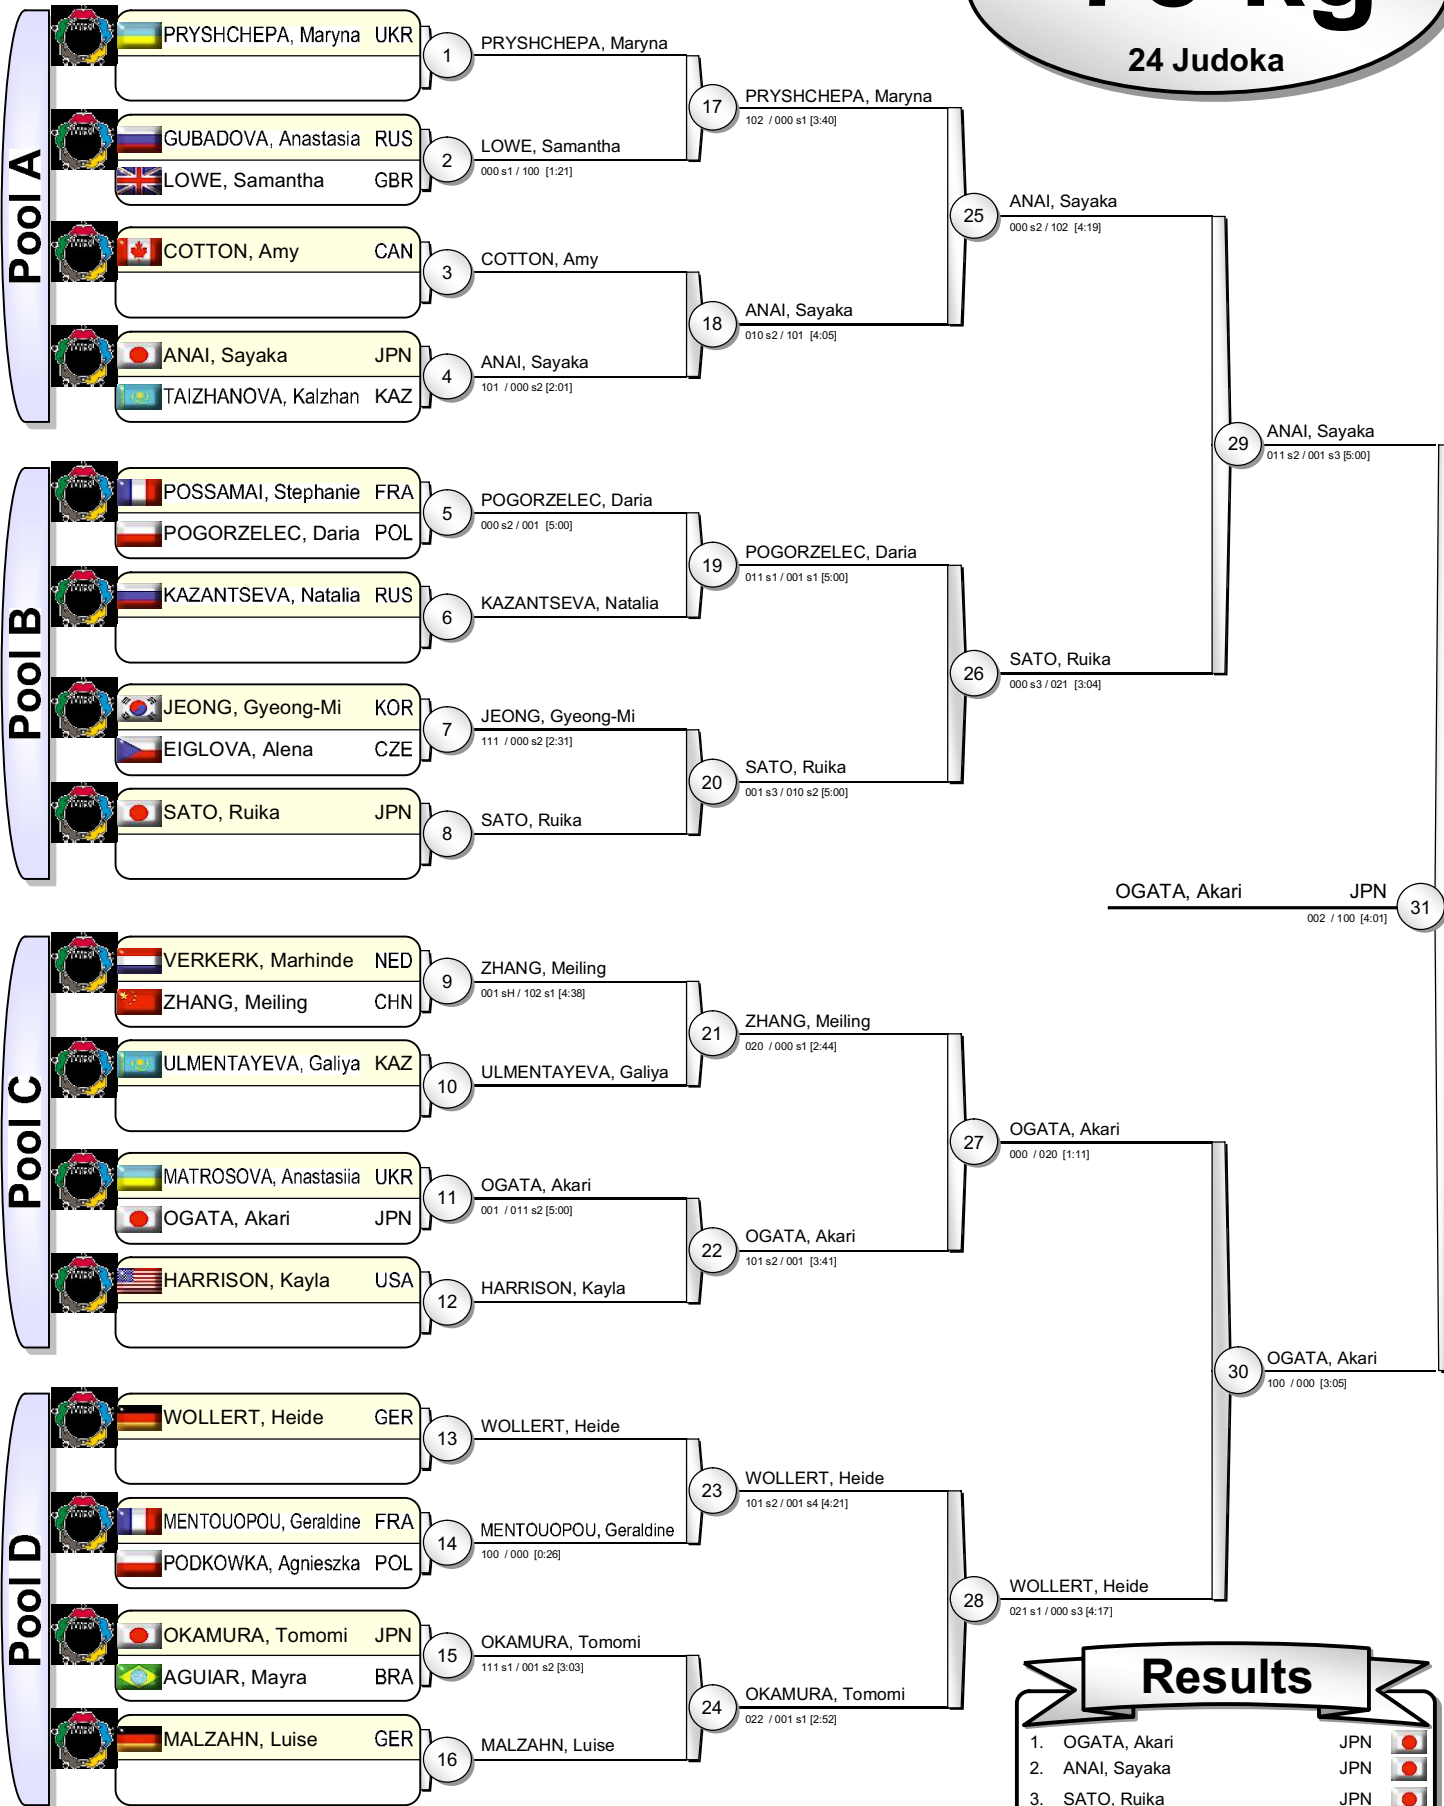 24 Judoka
Pool A
PRYSHCHEPA, Maryna UKR
GUBADOVA, Anastasia RUS
LOWE, Samantha GBR
COTTON, Amy CAN
ANAI, Sayaka JPN
TAIZHANOVA, Kalzhan KAZ
1
PRYSHCHEPA, Maryna
2
LOWE, Samantha
000 s1 / 100 [1:21]
3
COTTON, Amy
4
ANAI, Sayaka
101 / 000 s2 [2:01]
17
PRYSHCHEPA, Maryna
102 / 000 s1 [3:40]
18
ANAI, Sayaka
010 s2 / 101 [4:05]
25
ANAI, Sayaka
000 s2 / 102 [4:19]
Pool B
POSSAMAI, Stephanie FRA
POGORZELEC, Daria POL
KAZANTSEVA, Natalia RUS
JEONG, Gyeong-Mi KOR
EIGLOVA, Alena CZE
SATO, Ruika JPN
5
POGORZELEC, Daria
000 s2 / 001 [5:00]
6
KAZANTSEVA, Natalia
7
JEONG, Gyeong-Mi
111 / 000 s2 [2:31]
8
SATO, Ruika
19
POGORZELEC, Daria
011 s1 / 001 s1 [5:00]
20
SATO, Ruika
001 s3 / 010 s2 [5:00]
26
SATO, Ruika
000 s3 / 021 [3:04]
29
ANAI, Sayaka
011 s2 / 001 s3 [5:00]
OGATA, Akari JPN
002 / 100 [4:01]
31
Pool C
VERKERK, Marhinde NED
ZHANG, Meiling CHN
ULMENTAYEVA, Galiya KAZ
MATROSOVA, Anastasiia UKR
OGATA, Akari JPN
HARRISON, Kayla USA
9
ZHANG, Meiling
001 sH / 102 s1 [4:38]
10
ULMENTAYEVA, Galiya
11
OGATA, Akari
001 / 011 s2 [5:00]
12
HARRISON, Kayla
21
ZHANG, Meiling
020 / 000 s1 [2:44]
22
OGATA, Akari
101 s2 / 001 [3:41]
27
OGATA, Akari
000 / 020 [1:11]
Pool D
WOLLERT, Heide GER
MENTOUOPOU, Geraldine FRA
PODKOWKA, Agnieszka POL
OKAMURA, Tomomi JPN
AGUIAR, Mayra BRA
MALZAHN, Luise GER
13
WOLLERT, Heide
14
MENTOUOPOU, Geraldine
100 / 000 [0:26]
15
OKAMURA, Tomomi
111 s1 / 001 s2 [3:03]
16
MALZAHN, Luise
23
WOLLERT, Heide
101 s2 / 001 s4 [4:21]
24
OKAMURA, Tomomi
022 / 001 s1 [2:52]
28
WOLLERT, Heide
021 s1 / 000 s3 [4:17]
30
OGATA, Akari
100 / 000 [3:05]
Results
1. OGATA, Akari JPN
2. ANAI, Sayaka JPN
3. SATO, Ruika JPN